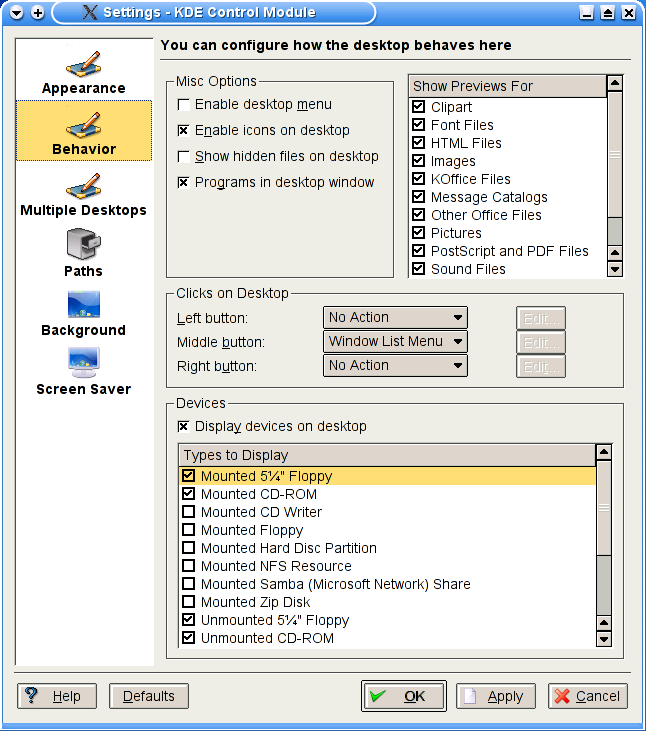 Settings - KDE Control Module
You can configure how the desktop behaves here
Appearance
Behavior
Multiple Desktops
Paths
Background
Screen Saver
Misc Options
Enable desktop menu
Enable icons on desktop
Show hidden files on desktop
Programs in desktop window
Show Previews For
Clipart
Font Files
HTML Files
Images
KOffice Files
Message Catalogs
Other Office Files
Pictures
PostScript and PDF Files
Sound Files
Clicks on Desktop
Left button: No Action Edit...
Middle button: Window List Menu Edit...
Right button: No Action Edit...
Devices
Display devices on desktop
Types to Display
Mounted 5¼" Floppy
Mounted CD-ROM
Mounted CD Writer
Mounted Floppy
Mounted Hard Disc Partition
Mounted NFS Resource
Mounted Samba (Microsoft Network) Share
Mounted Zip Disk
Unmounted 5¼" Floppy
Unmounted CD-ROM
Help Defaults OK Apply Cancel